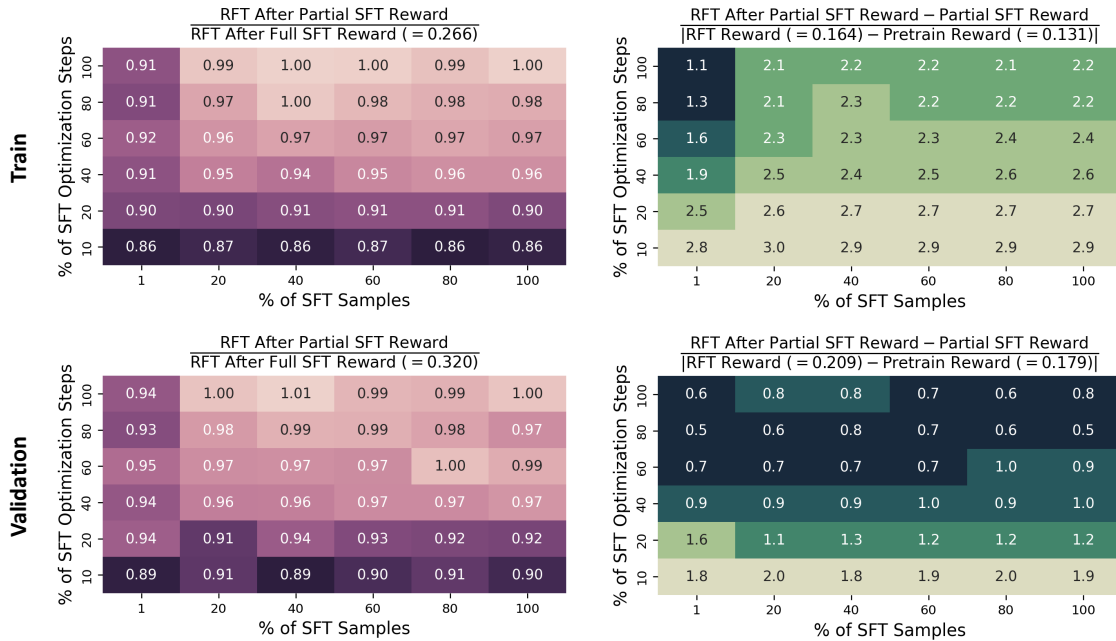 RFT After Partial SFT Reward
RFT After Full SFT Reward ( = 0.266)
RFT After Partial SFT Reward − Partial SFT Reward
|RFT Reward ( = 0.164) − Pretrain Reward ( = 0.131)|
Train
% of SFT Optimization Steps
100 0.91 0.99 1.00 1.00 0.99 1.00
80 0.91 0.97 1.00 0.98 0.98 0.98
60 0.92 0.96 0.97 0.97 0.97 0.97
40 0.91 0.95 0.94 0.95 0.96 0.96
20 0.90 0.90 0.91 0.91 0.91 0.90
10 0.86 0.87 0.86 0.87 0.86 0.86
1 20 40 60 80 100
% of SFT Samples
% of SFT Optimization Steps
100 1.1 2.1 2.2 2.2 2.1 2.2
80 1.3 2.1 2.3 2.2 2.2 2.2
60 1.6 2.3 2.3 2.3 2.4 2.4
40 1.9 2.5 2.4 2.5 2.6 2.6
20 2.5 2.6 2.7 2.7 2.7 2.7
10 2.8 3.0 2.9 2.9 2.9 2.9
1 20 40 60 80 100
% of SFT Samples
RFT After Partial SFT Reward
RFT After Full SFT Reward ( = 0.320)
RFT After Partial SFT Reward − Partial SFT Reward
|RFT Reward ( = 0.209) − Pretrain Reward ( = 0.179)|
Validation
% of SFT Optimization Steps
100 0.94 1.00 1.01 0.99 0.99 1.00
80 0.93 0.98 0.99 0.99 0.98 0.97
60 0.95 0.97 0.97 0.97 1.00 0.99
40 0.94 0.96 0.96 0.97 0.97 0.97
20 0.94 0.91 0.94 0.93 0.92 0.92
10 0.89 0.91 0.89 0.90 0.91 0.90
1 20 40 60 80 100
% of SFT Samples
% of SFT Optimization Steps
100 0.6 0.8 0.8 0.7 0.6 0.8
80 0.5 0.6 0.8 0.7 0.6 0.5
60 0.7 0.7 0.7 0.7 1.0 0.9
40 0.9 0.9 0.9 1.0 0.9 1.0
20 1.6 1.1 1.3 1.2 1.2 1.2
10 1.8 2.0 1.8 1.9 2.0 1.9
1 20 40 60 80 100
% of SFT Samples